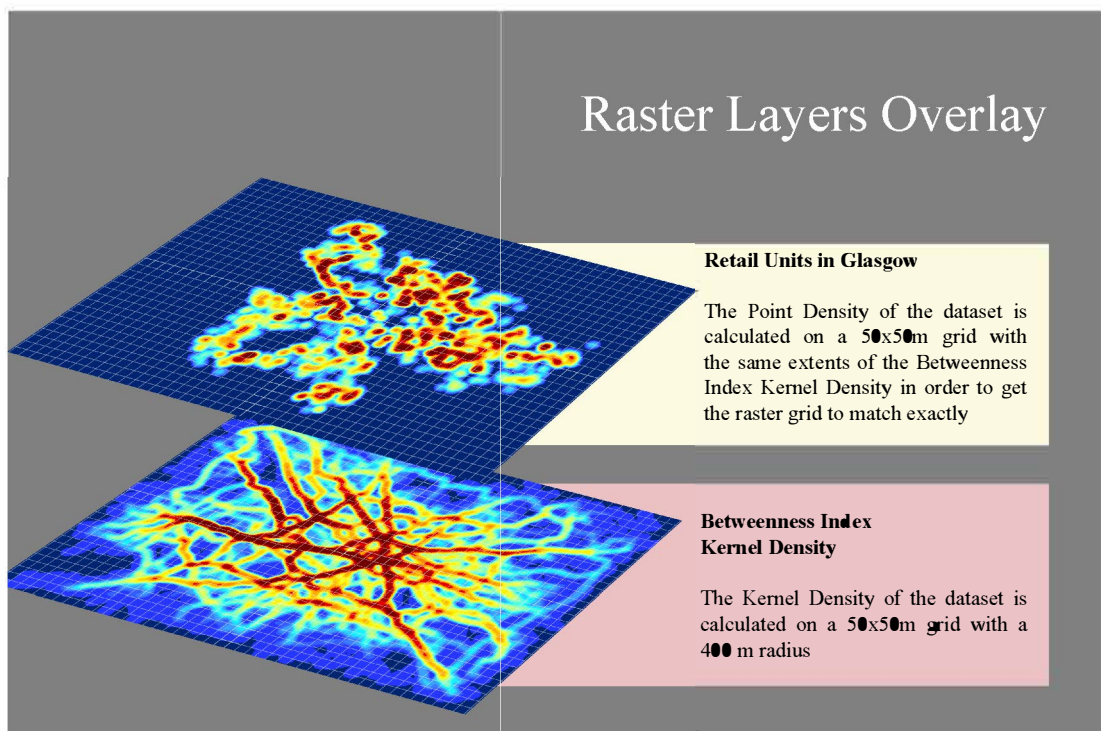 Raster Layers Overlay
Retail Units in Glasgow
The Point Density of the dataset is
calculated on a 50x50m grid with
the same extents of the Betweenness
Index Kernel Density in order to get
the raster grid to match exactly
Betweenness Index
Kernel Density
The Kernel Density of the dataset is
calculated on a 50x50m grid with a
400 m radius